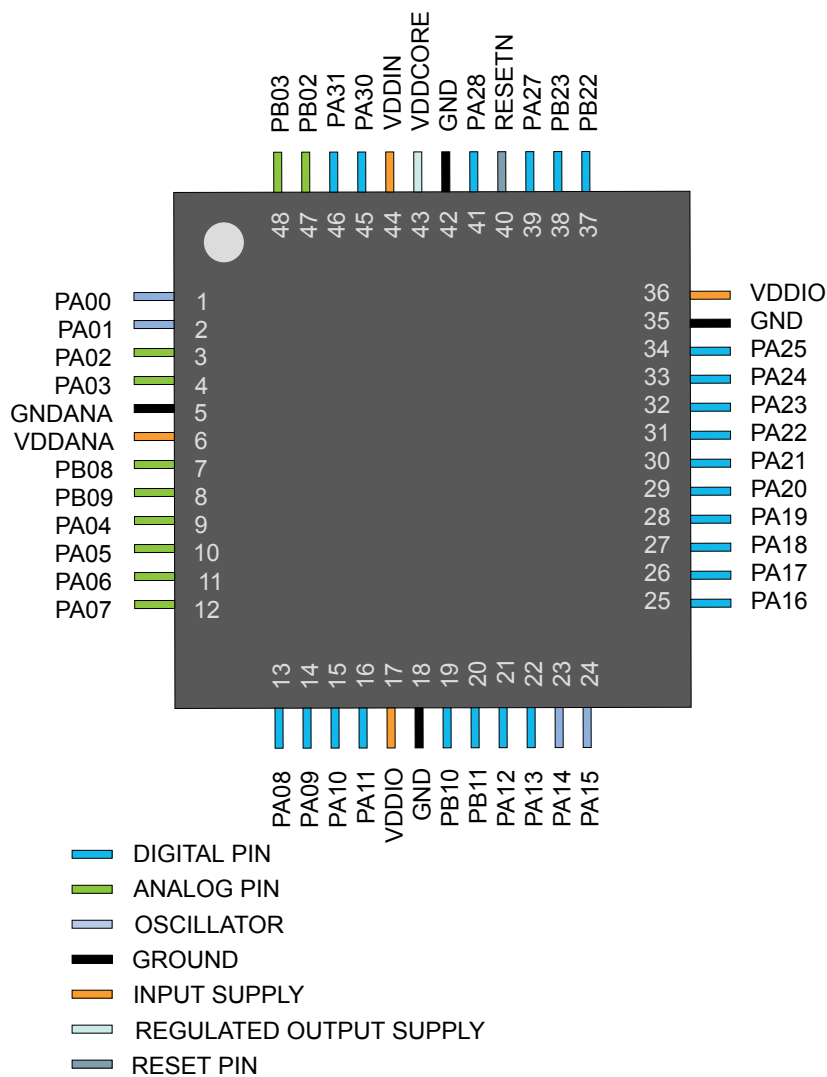 PB03
PB02
PA31
PA30
VDDIN
VDDCORE
GND
PA28
RESETN
PA27
PB23
PB22
48
47
46
45
44
43
42
41
40
39
38
37
PA00 1
PA01 2
PA02 3
PA03 4
GNDANA 5
VDDANA 6
PB08 7
PB09 8
PA04 9
PA05 10
PA06 11
PA07 12
36 VDDIO
35 GND
34 PA25
33 PA24
32 PA23
31 PA22
30 PA21
29 PA20
28 PA19
27 PA18
26 PA17
25 PA16
13
14
15
16
17
18
19
20
21
22
23
24
PA08
PA09
PA10
PA11
VDDIO
GND
PB10
PB11
PA12
PA13
PA14
PA15
DIGITAL PIN
ANALOG PIN
OSCILLATOR
GROUND
INPUT SUPPLY
REGULATED OUTPUT SUPPLY
RESET PIN